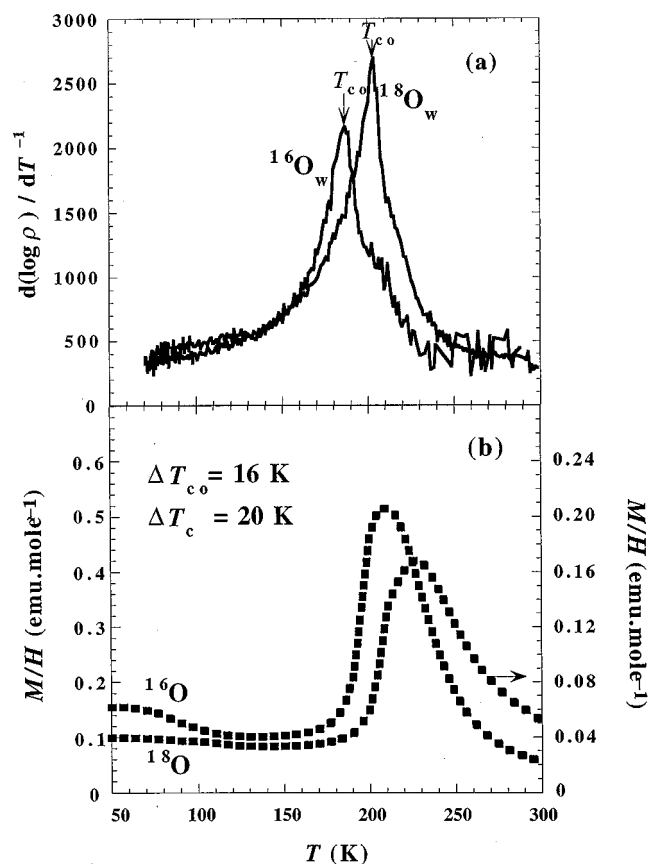 3000
2500
2000
1500
1000
500
0
d(log ρ) / dT ⁻¹
T_co
T_co
(a)
¹⁸O_w
¹⁶O_w
(b)
Δ T_co = 16 K
Δ T_c = 20 K
0.6
0.5
0.4
0.3
0.2
0.1
0
M/H (emu.mole⁻¹)
0.24
0.20
0.16
0.12
0.08
0.04
0
M/H (emu.mole⁻¹)
¹⁶O
¹⁸O
50 100 150 200 250 300
T (K)